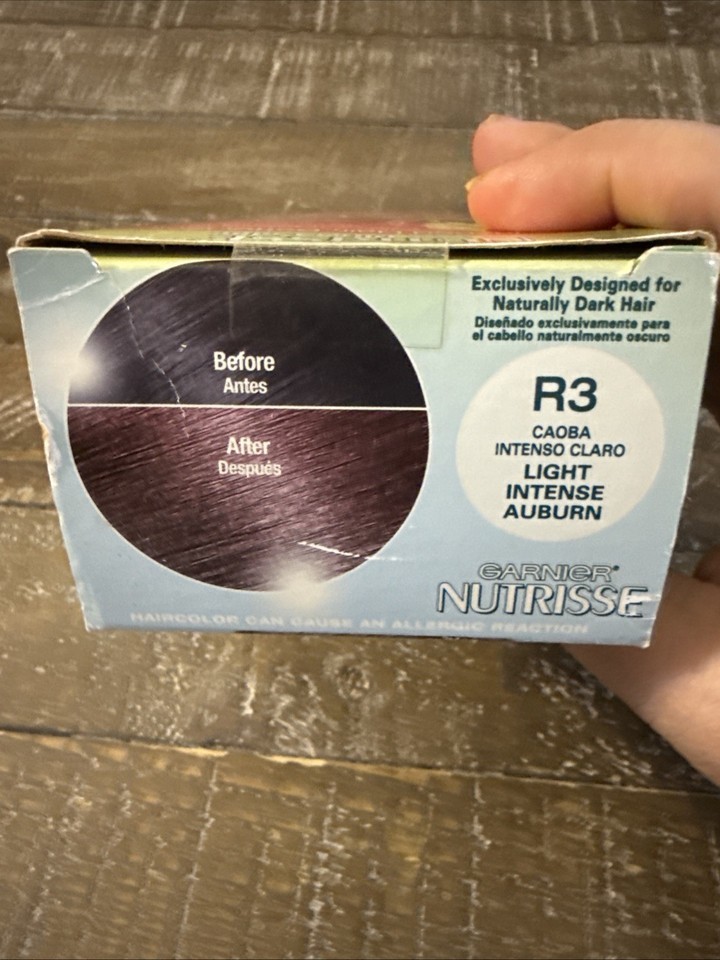 Before
Antes
After
Después
Exclusively Designed for
Naturally Dark Hair
Diseñado exclusivamente para
el cabello naturalmente oscuro
R3
CAOBA
INTENSO CLARO
LIGHT
INTENSE
AUBURN
GARNIER®
NUTRISSE
HAIRCOLOR CAN CAUSE AN ALLERGIC REACTION